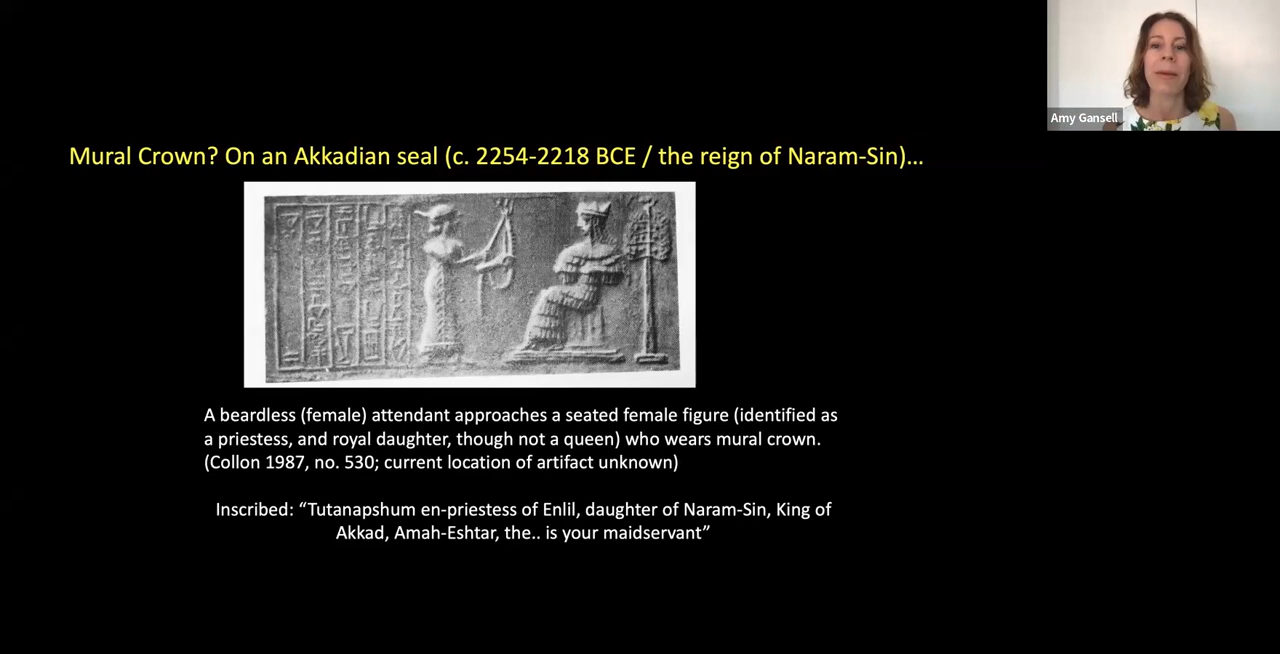 Amy Gansell
Mural Crown? On an Akkadian seal (c. 2254-2218 BCE / the reign of Naram-Sin)...
A beardless (female) attendant approaches a seated female figure (identified as
a priestess, and royal daughter, though not a queen) who wears mural crown.
(Collon 1987, no. 530; current location of artifact unknown)
Inscribed: “Tutanapshum en-priestess of Enlil, daughter of Naram-Sin, King of
Akkad, Amah-Eshtar, the.. is your maidservant”